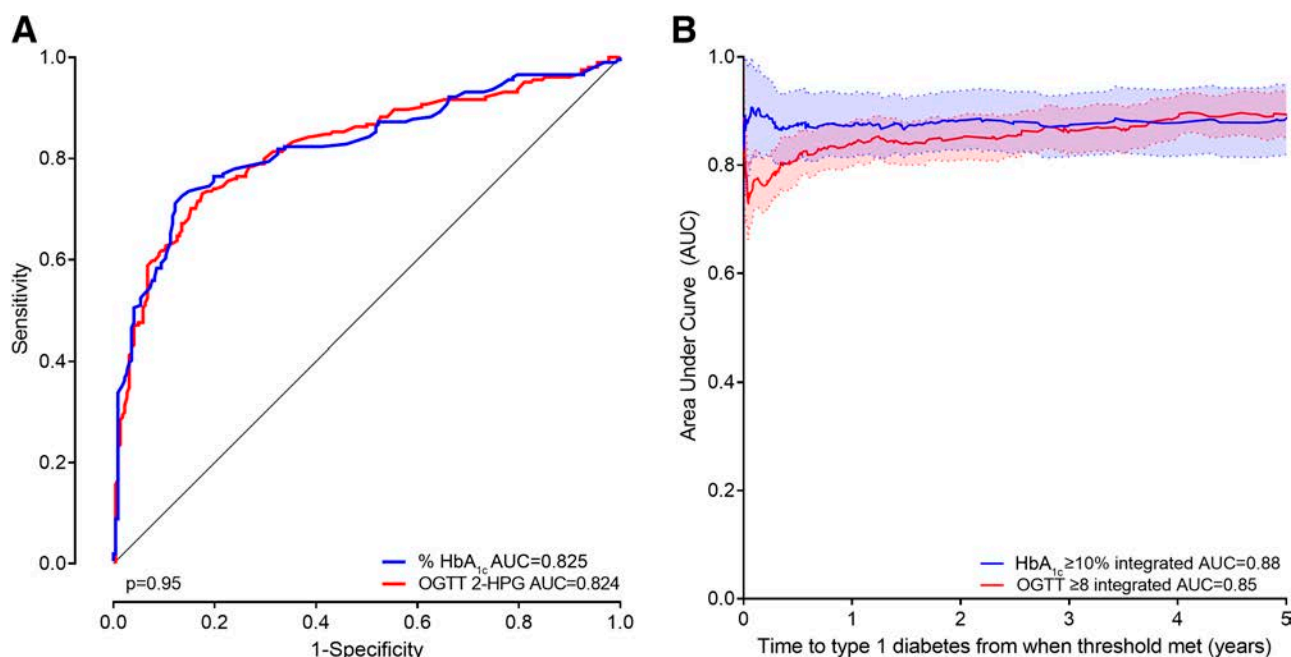 A
1.0
0.8
0.6
0.4
0.2
0.0
Sensitivity
% HbA1c AUC=0.825
OGTT 2-HPG AUC=0.824
p=0.95
0.0 0.2 0.4 0.6 0.8 1.0
1-Specificity
B
1.0
0.8
0.6
0.4
0.2
0.0
Area Under Curve (AUC)
HbA1c ≥10% integrated AUC=0.88
OGTT ≥8 integrated AUC=0.85
0 1 2 3 4 5
Time to type 1 diabetes from when threshold met (years)